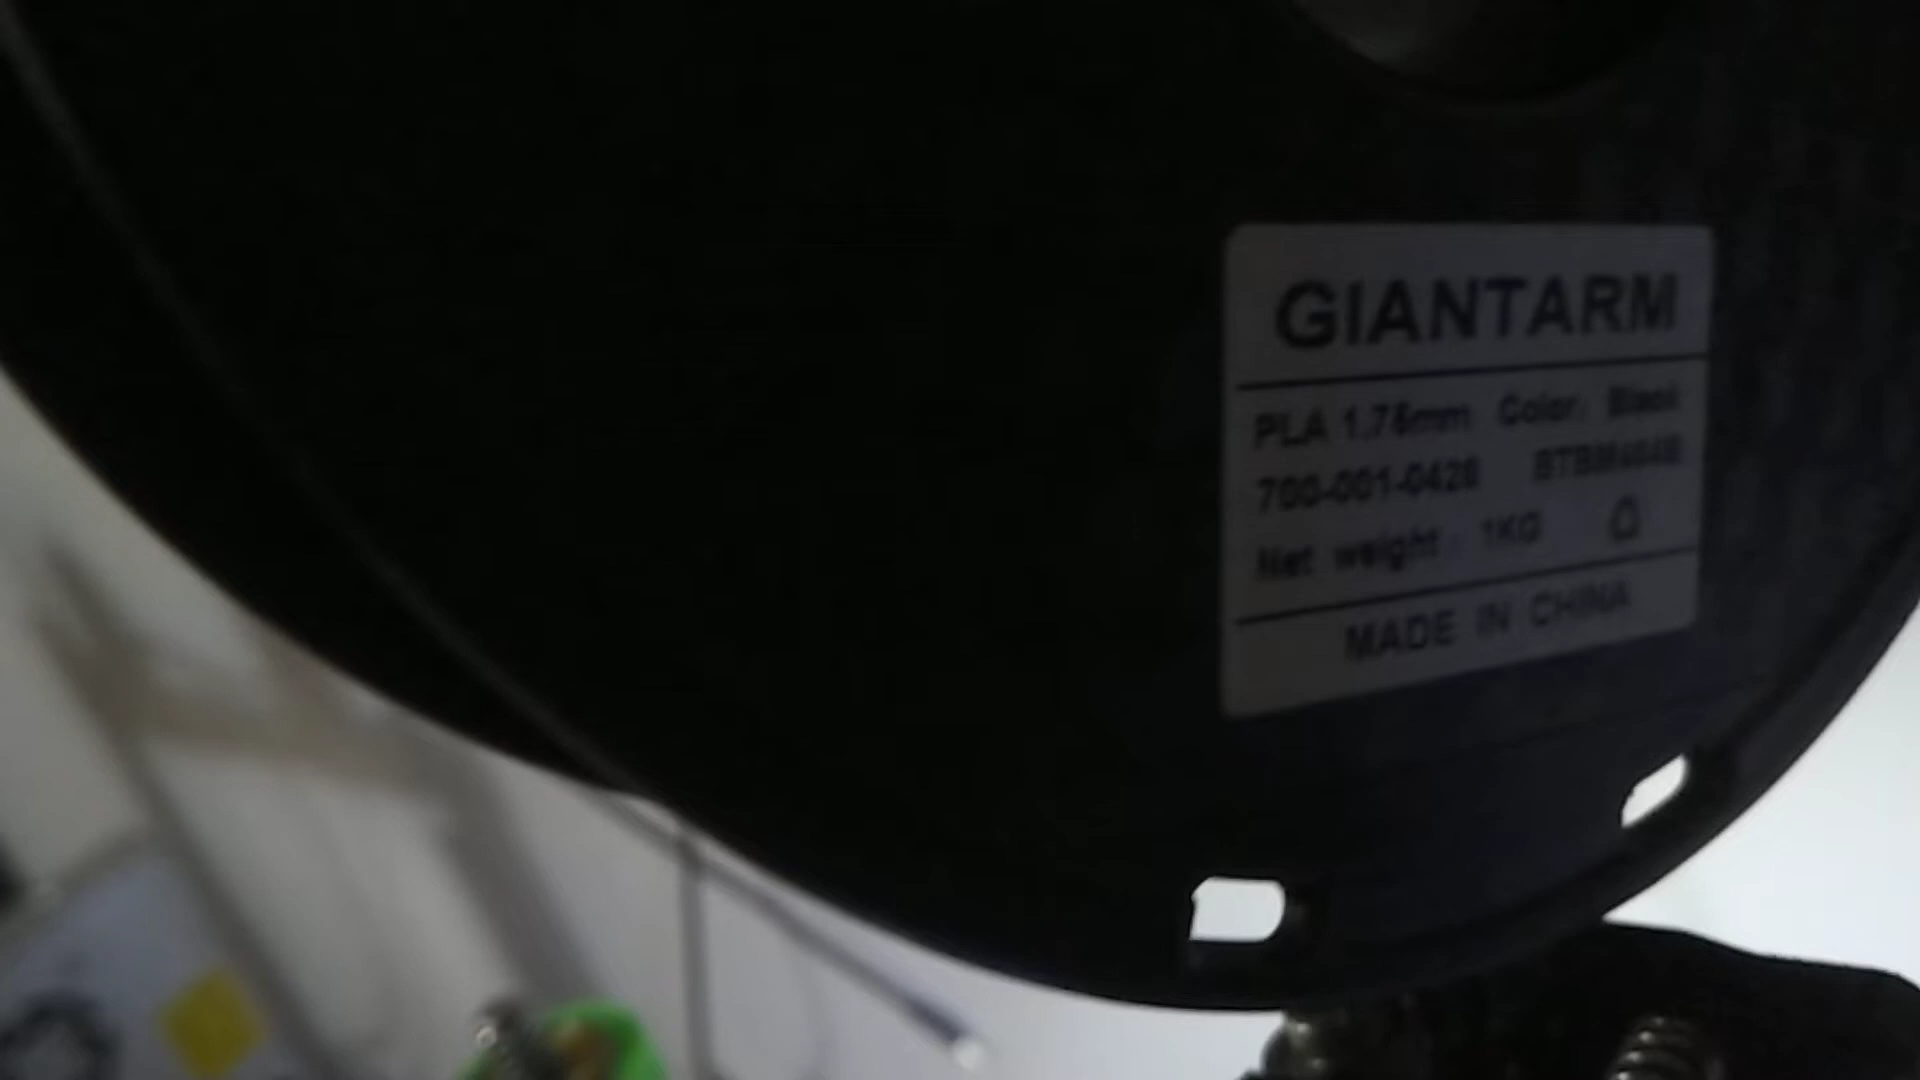 GIANTARM
PLA 1.75mm Color: Black
700-001-0428
Net weight : 1KG
MADE IN CHINA